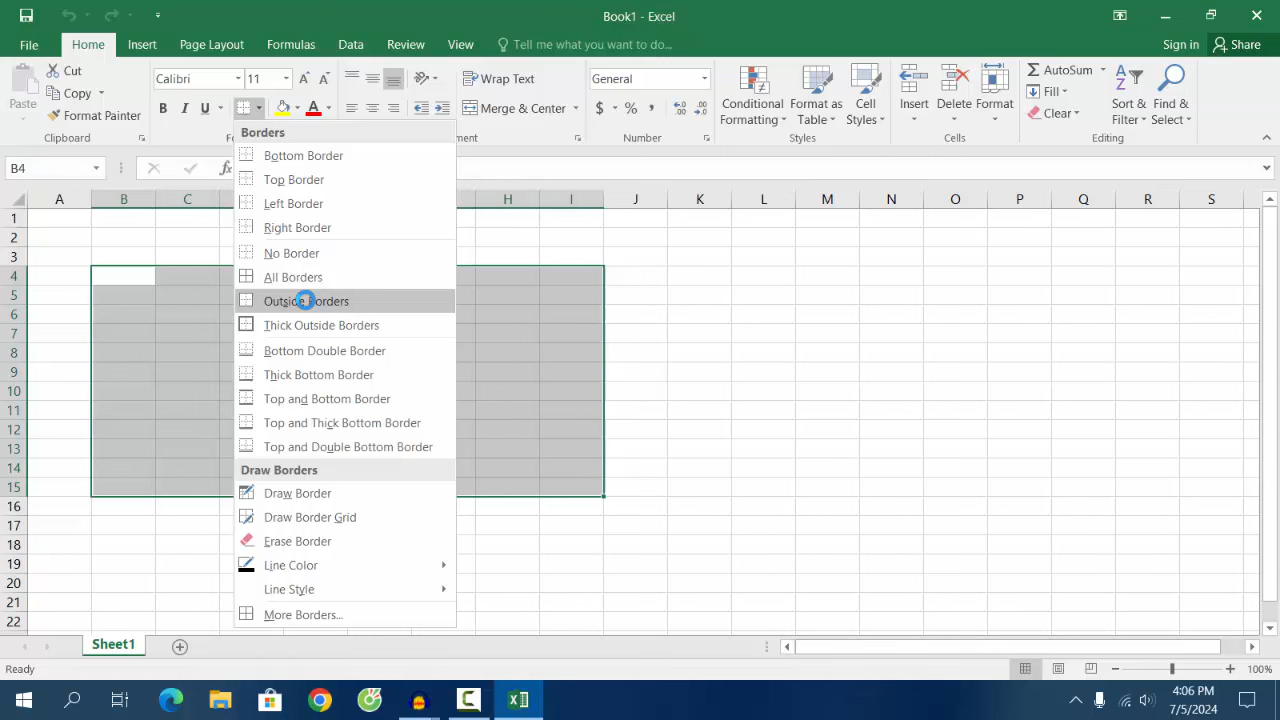 Book1 - Excel
File Home Insert Page Layout Formulas Data Review View Tell me what you want to do... Sign in Share
Paste Cut Copy Format Painter Clipboard
Calibri 11
B I U
Wrap Text
Merge & Center
General
$ % ,
Number
Conditional Formatting Format as Table Cell Styles
Styles
Insert Delete Format
Cells
AutoSum
Fill
Clear
Sort & Filter Find & Select
Editing
B4 fx
Borders
Bottom Border
Top Border
Left Border
Right Border
No Border
All Borders
Outside Borders
Thick Outside Borders
Bottom Double Border
Thick Bottom Border
Top and Bottom Border
Top and Thick Bottom Border
Top and Double Bottom Border
Draw Borders
Draw Border
Draw Border Grid
Erase Border
Line Color
Line Style
More Borders...
A B C H I J K L M N O P Q R S
1
2
3
4
5
6
7
8
9
10
11
12
13
14
15
16
17
18
19
20
21
22
Sheet1
Ready 100%
4:06 PM
7/5/2024